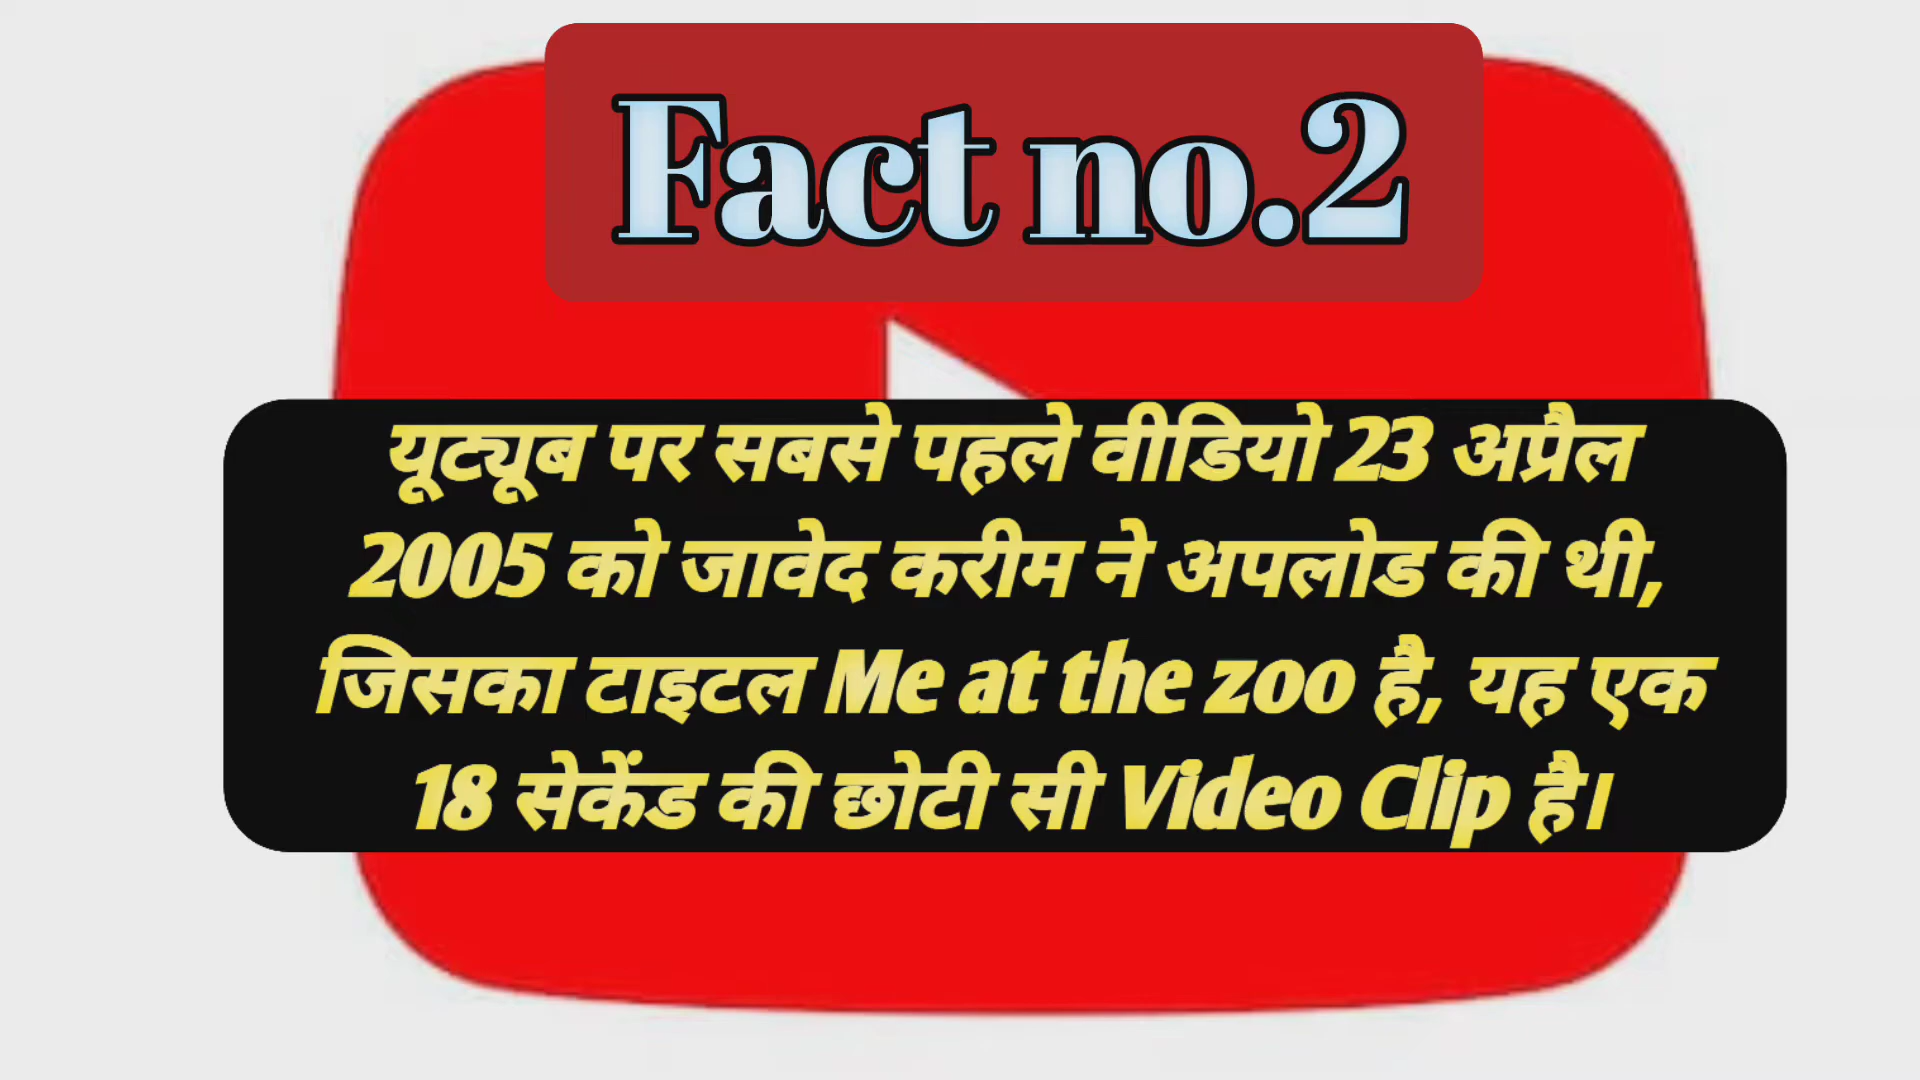 Fact no.2
यूट्यूब पर सबसे पहले वीडियो 23 अप्रैल
2005 को जावेद करीम ने अपलोड की थी,
जिसका टाइटल Me at the zoo है, यह एक
18 सेकेंड की छोटी सी Video Clip है।